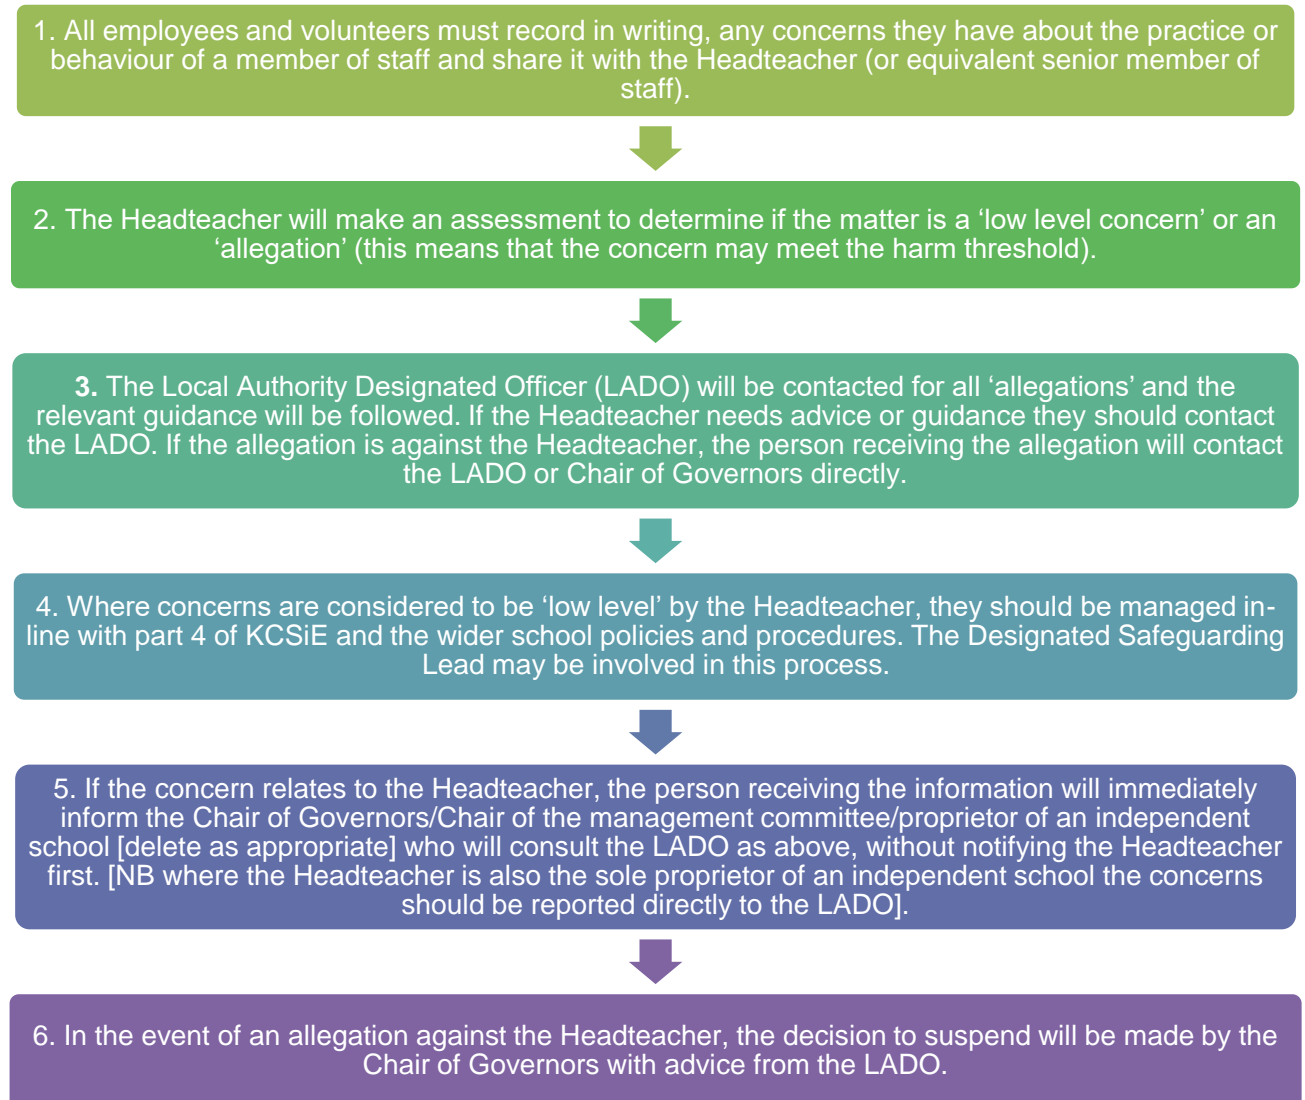 1. All employees and volunteers must record in writing, any concerns they have about the practice or
behaviour of a member of staff and share it with the Headteacher (or equivalent senior member of
staff).
2. The Headteacher will make an assessment to determine if the matter is a ‘low level concern’ or an
‘allegation’ (this means that the concern may meet the harm threshold).
3. The Local Authority Designated Officer (LADO) will be contacted for all ‘allegations’ and the
relevant guidance will be followed. If the Headteacher needs advice or guidance they should contact
the LADO. If the allegation is against the Headteacher, the person receiving the allegation will contact
the LADO or Chair of Governors directly.
4. Where concerns are considered to be ‘low level’ by the Headteacher, they should be managed in-
line with part 4 of KCSiE and the wider school policies and procedures. The Designated Safeguarding
Lead may be involved in this process.
5. If the concern relates to the Headteacher, the person receiving the information will immediately
inform the Chair of Governors/Chair of the management committee/proprietor of an independent
school [delete as appropriate] who will consult the LADO as above, without notifying the Headteacher
first. [NB where the Headteacher is also the sole proprietor of an independent school the concerns
should be reported directly to the LADO].
6. In the event of an allegation against the Headteacher, the decision to suspend will be made by the
Chair of Governors with advice from the LADO.